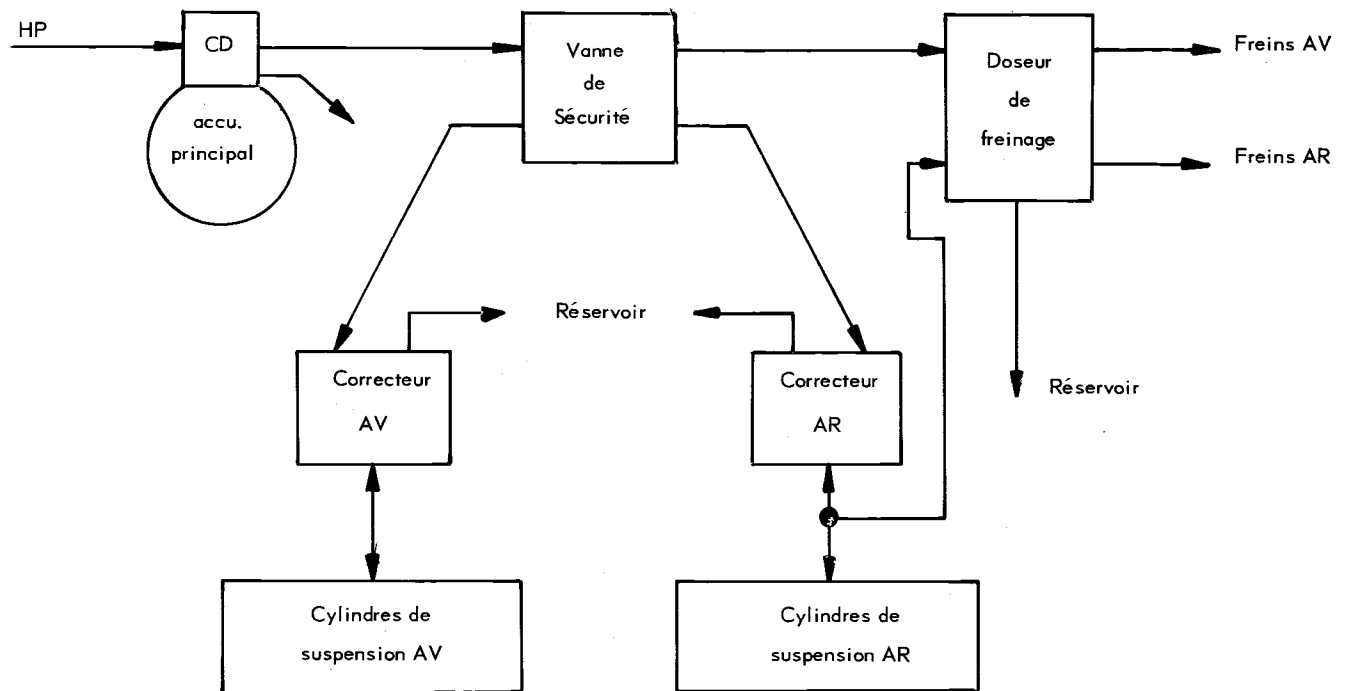 HP
CD
accu.
principal
Vanne
de
Sécurité
Doseur
de
freinage
Freins AV
Freins AR
Réservoir
Réservoir
Correcteur
AV
Correcteur
AR
Cylindres de
suspension AV
Cylindres de
suspension AR